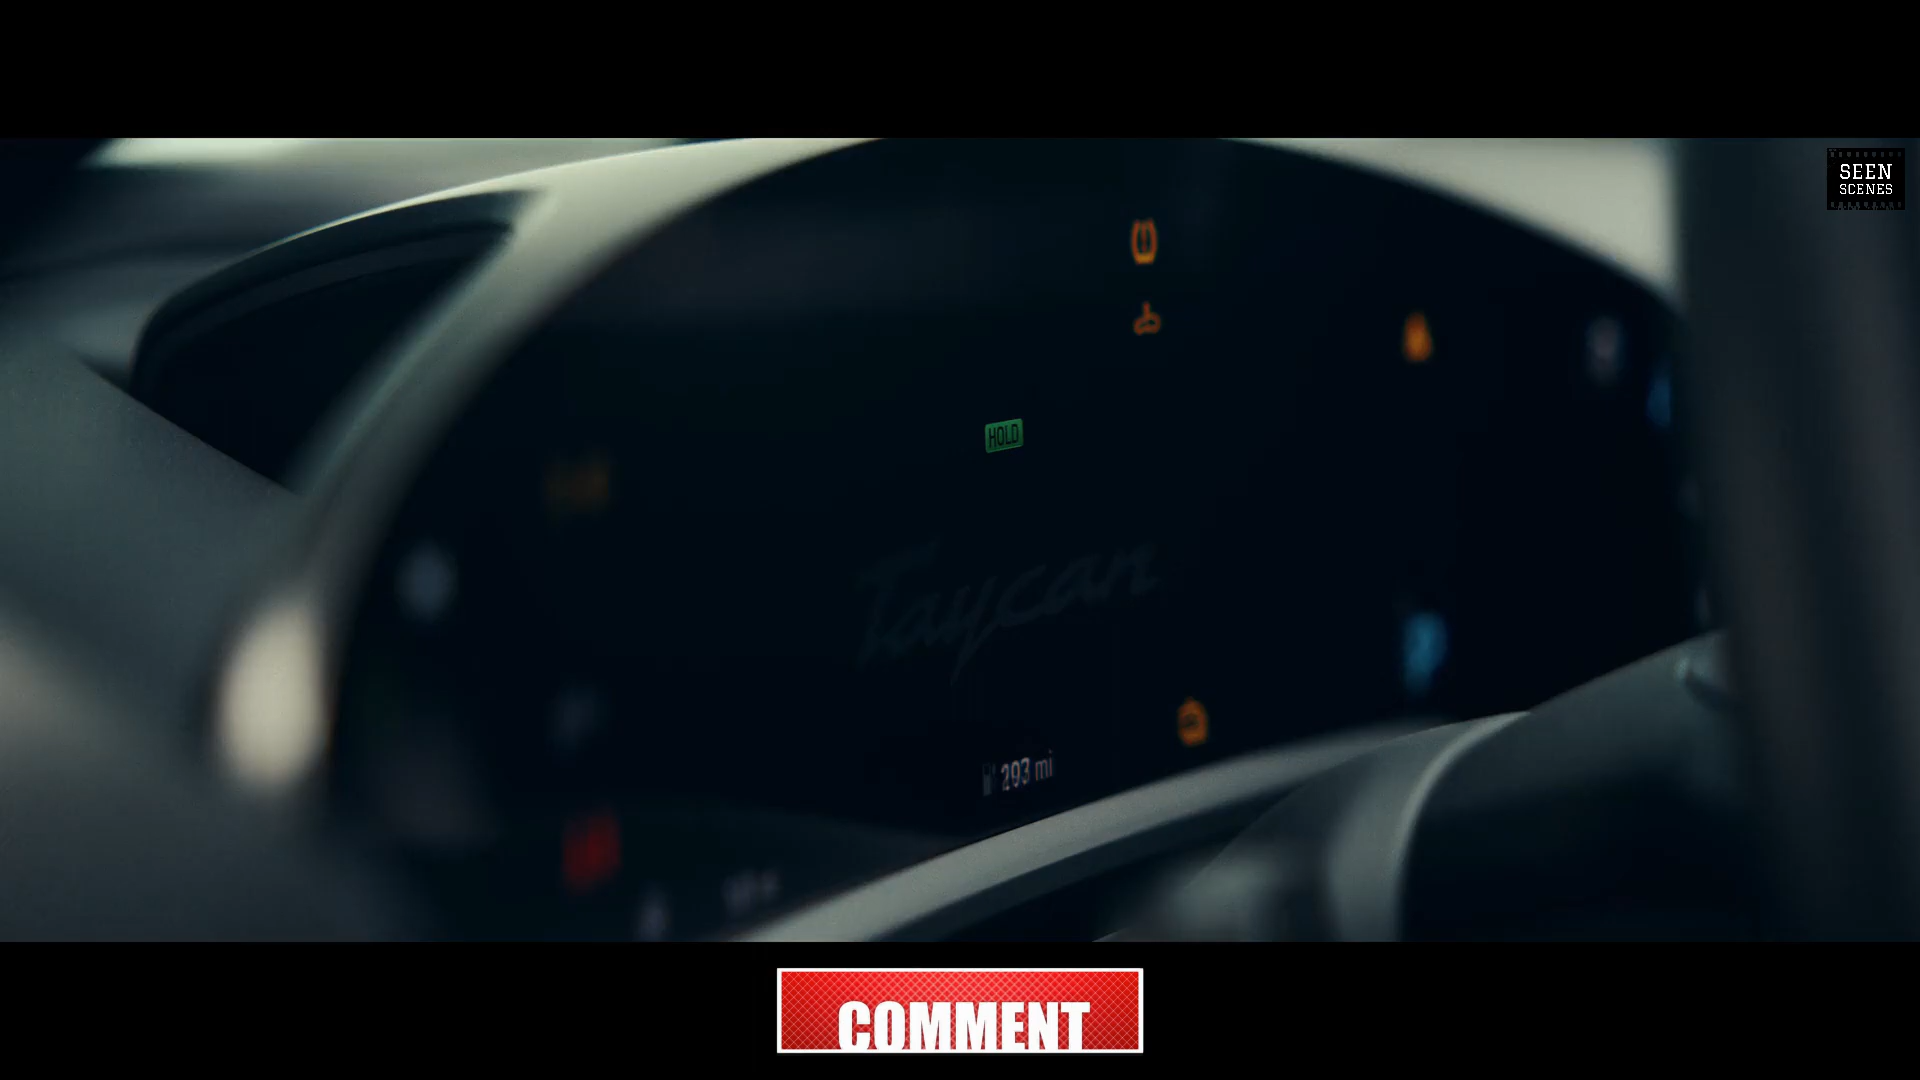 SEEN
SCENES
HOLD
Taycan
293 mi
COMMENT